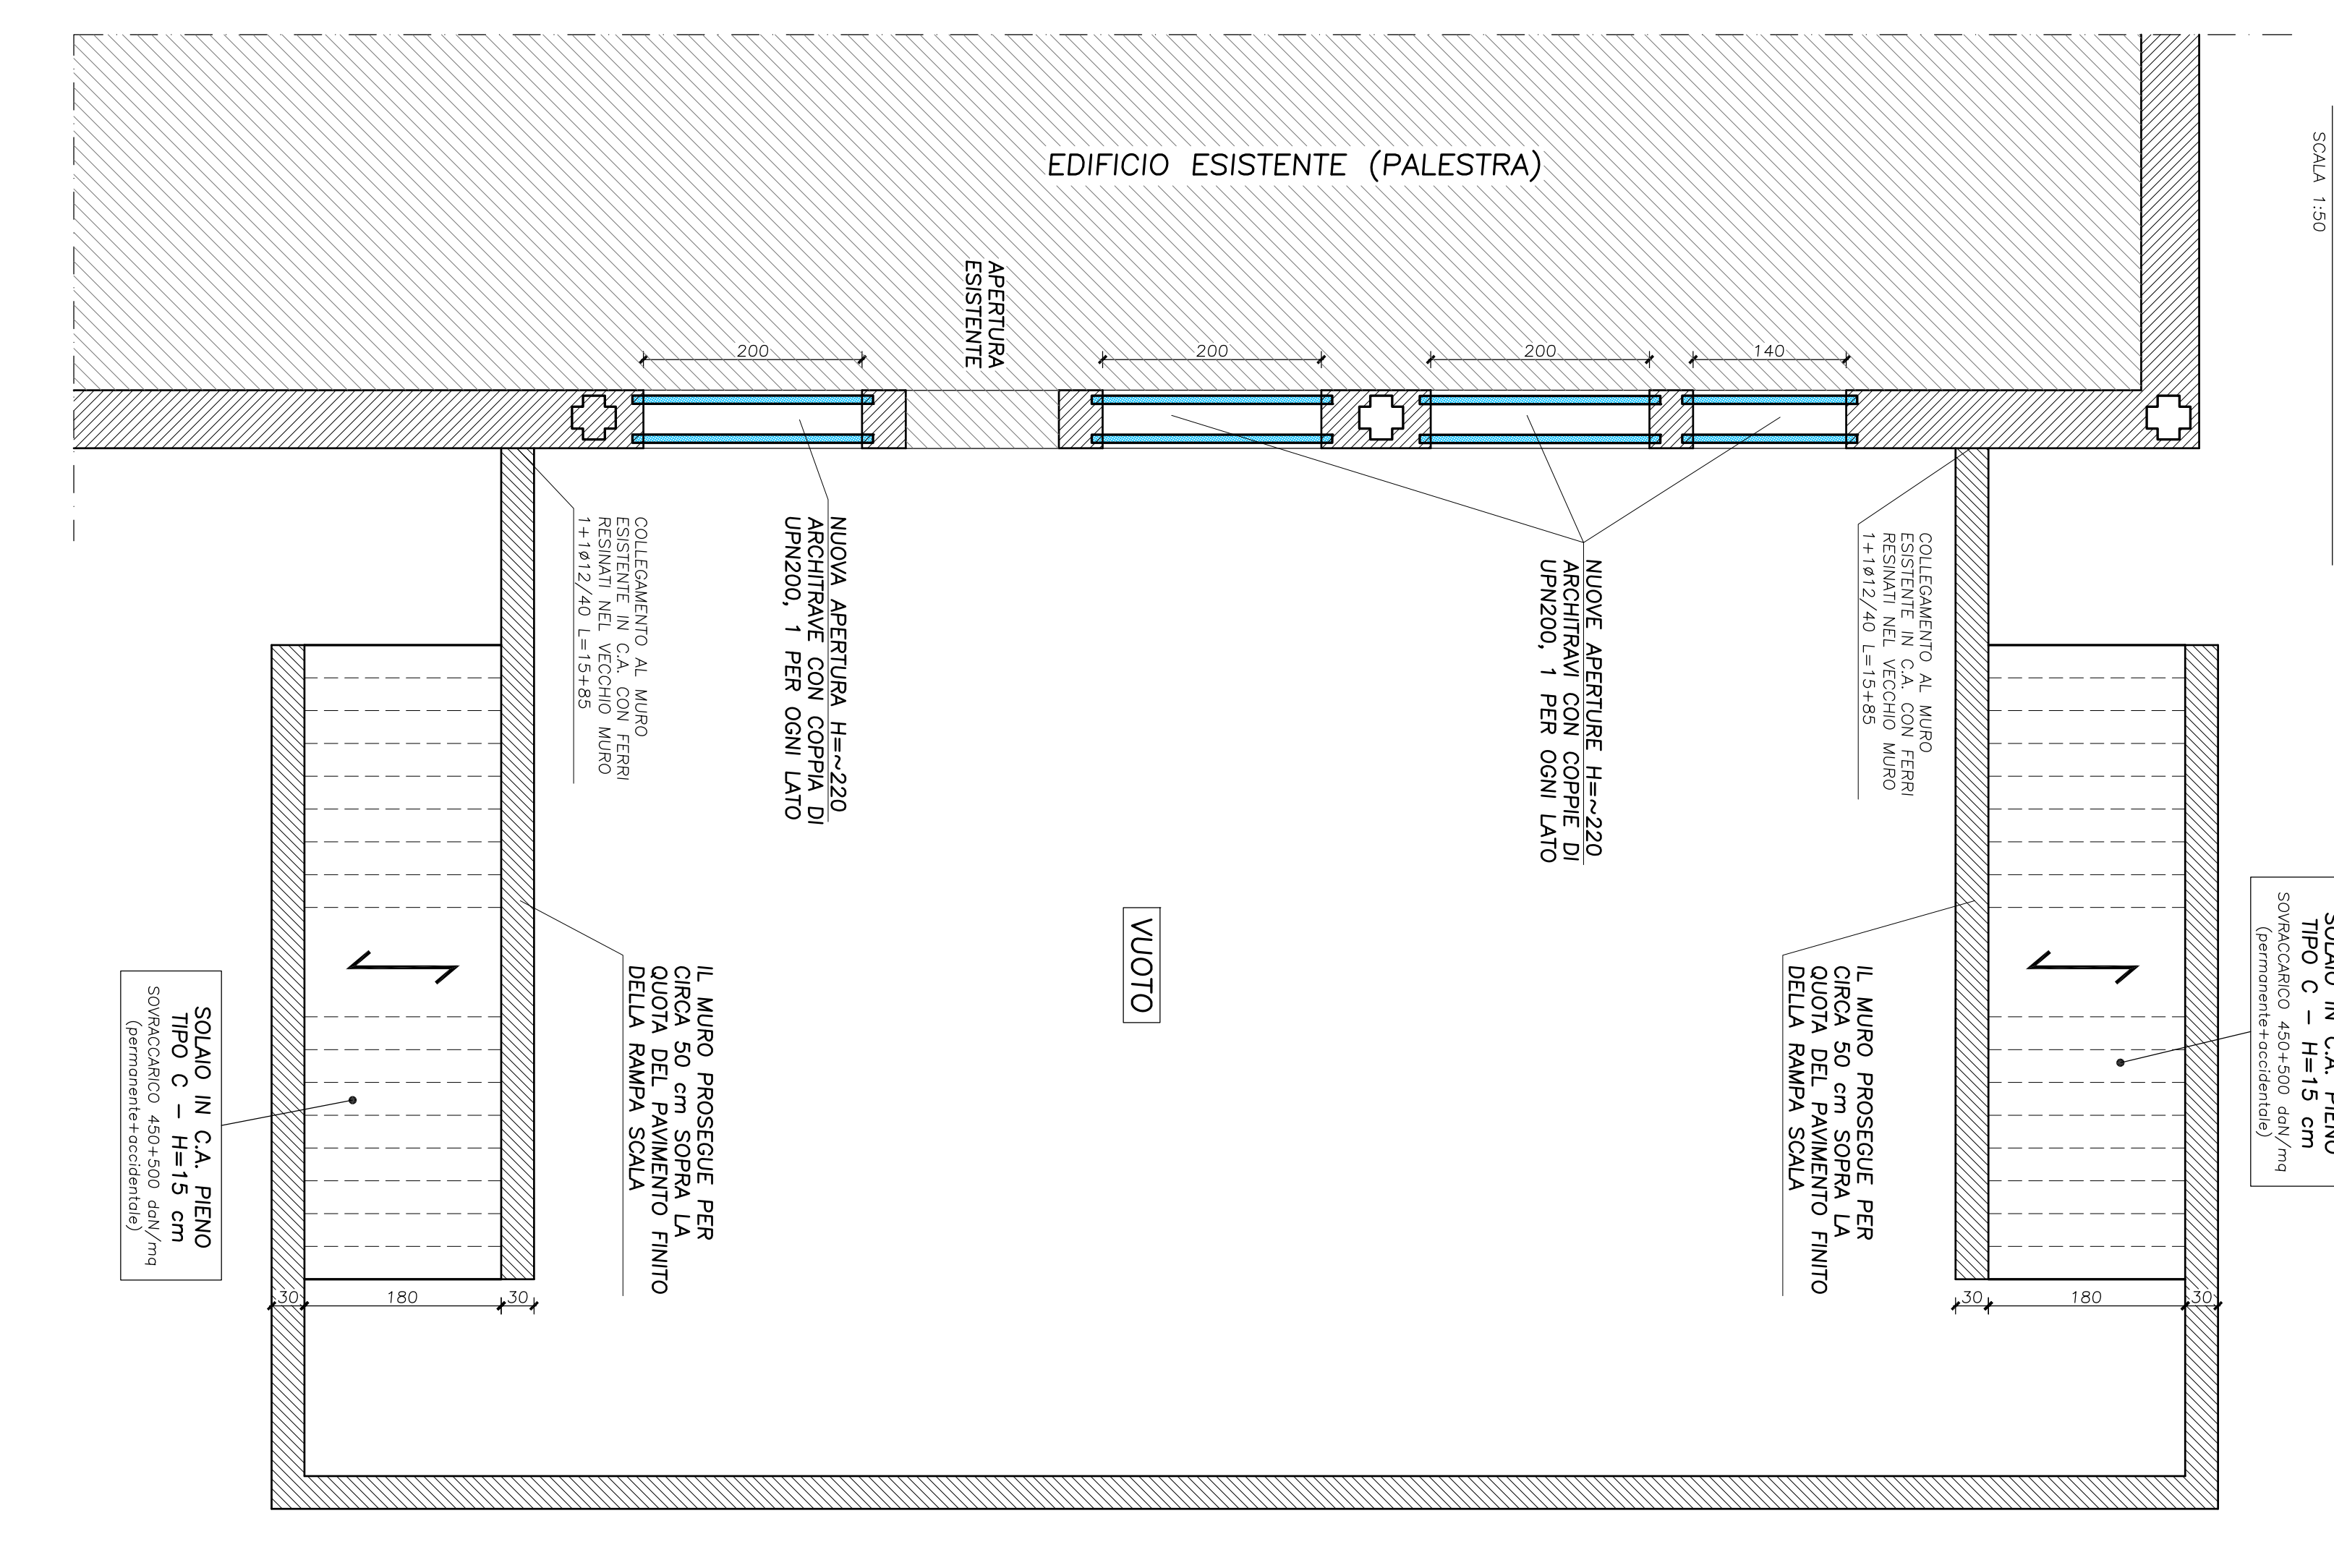 SCALA 1:50
EDIFICIO ESISTENTE (PALESTRA)
APERTURA
ESISTENTE
200
200
200
140
COLLEGAMENTO AL MURO
ESISTENTE IN C.A. CON FERRI
RESINATI NEL VECCHIO MURO
1+1ø12/40 L=15+85
NUOVA APERTURA H=~220
ARCHITRAVE CON COPPIA DI
UPN200, 1 PER OGNI LATO
NUOVE APERTURE H=~220
ARCHITRAVI CON COPPIE DI
UPN200, 1 PER OGNI LATO
COLLEGAMENTO AL MURO
ESISTENTE IN C.A. CON FERRI
RESINATI NEL VECCHIO MURO
1+1ø12/40 L=15+85
VUOTO
IL MURO PROSEGUE PER
CIRCA 50 cm SOPRA LA
QUOTA DEL PAVIMENTO FINITO
DELLA RAMPA SCALA
IL MURO PROSEGUE PER
CIRCA 50 cm SOPRA LA
QUOTA DEL PAVIMENTO FINITO
DELLA RAMPA SCALA
SOLAIO IN C.A. PIENO
TIPO C – H=15 cm
SOVRACCARICO 450+500 daN/mq
(permanente+accidentale)
SOLAIO IN C.A. PIENO
TIPO C – H=15 cm
SOVRACCARICO 450+500 daN/mq
(permanente+accidentale)
30
180
30
30
180
30